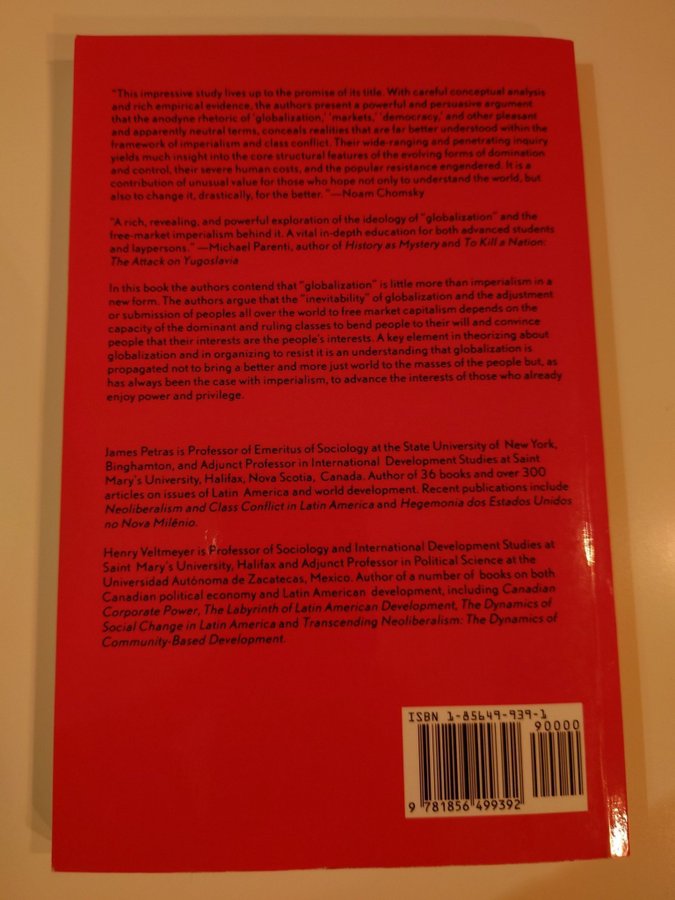 "This impressive study lives up to the promise of its title. With careful conceptual analysis
and rich empirical evidence, the authors present a powerful and persuasive argument
that the anodyne rhetoric of 'globalization,' 'markets,' 'democracy,' and other pleasant
and apparently neutral terms, conceals realities that are far better understood within the
framework of imperialism and class conflict. Their wide-ranging and penetrating inquiry
yields much insight into the core structural features of the evolving forms of domination
and control, their severe human costs, and the popular resistance engendered. It is a
contribution of unusual value for those who hope not only to understand the world, but
also to change it, drastically, for the better."—Noam Chomsky
"A rich, revealing, and powerful exploration of the ideology of "globalization" and the
free-market imperialism behind it. A vital in-depth education for both advanced students
and laypersons." —Michael Parenti, author of History as Mystery and To Kill a Nation:
The Attack on Yugoslavia
In this book the authors contend that "globalization" is little more than imperialism in a
new form. The authors argue that the "inevitability" of globalization and the adjustment
or submission of peoples all over the world to free market capitalism depends on the
capacity of the dominant and ruling classes to bend people to their will and convince
people that their interests are the people's interests. A key element in theorizing about
globalization and in organizing to resist it is an understanding that globalization is
propagated not to bring a better and more just world to the masses of the people but, as
has always been the case with imperialism, to advance the interests of those who already
enjoy power and privilege.
James Petras is Professor of Emeritus of Sociology at the State University of New York,
Binghamton, and Adjunct Professor in International Development Studies at Saint
Mary's University, Halifax, Nova Scotia, Canada. Author of 36 books and over 300
articles on issues of Latin America and world development. Recent publications include
Neoliberalism and Class Conflict in Latin America and Hegemonia dos Estados Unidos
no Nova Milênio.
Henry Veltmeyer is Professor of Sociology and International Development Studies at
Saint Mary's University, Halifax and Adjunct Professor in Political Science at the
Universidad Autónoma de Zacatecas, Mexico. Author of a number of books on both
Canadian political economy and Latin American development, including Canadian
Corporate Power, The Labyrinth of Latin American Development, The Dynamics of
Social Change in Latin America and Transcending Neoliberalism: The Dynamics of
Community-Based Development.
ISBN 1-85649-939-1
90000
9 781856 499392